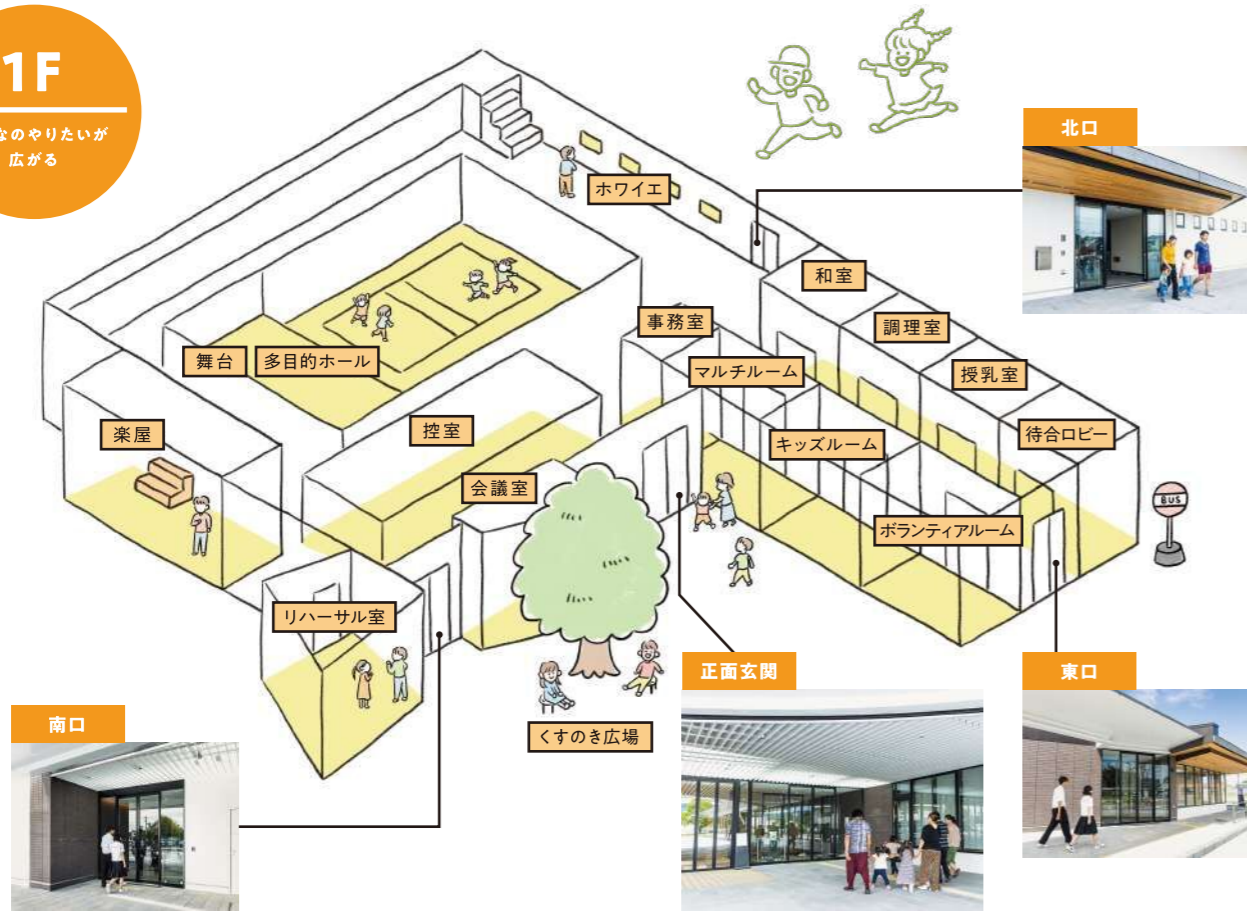 1F
なのやりたいが
広がる
北口
ホワイエ
和室
調理室
授乳室
待合ロビー
事務室
マルチルーム
キッズルーム
ボランティアルーム
舞台
多目的ホール
楽屋
控室
会議室
リハーサル室
BUS
くすのき広場
南口
正面玄関
東口